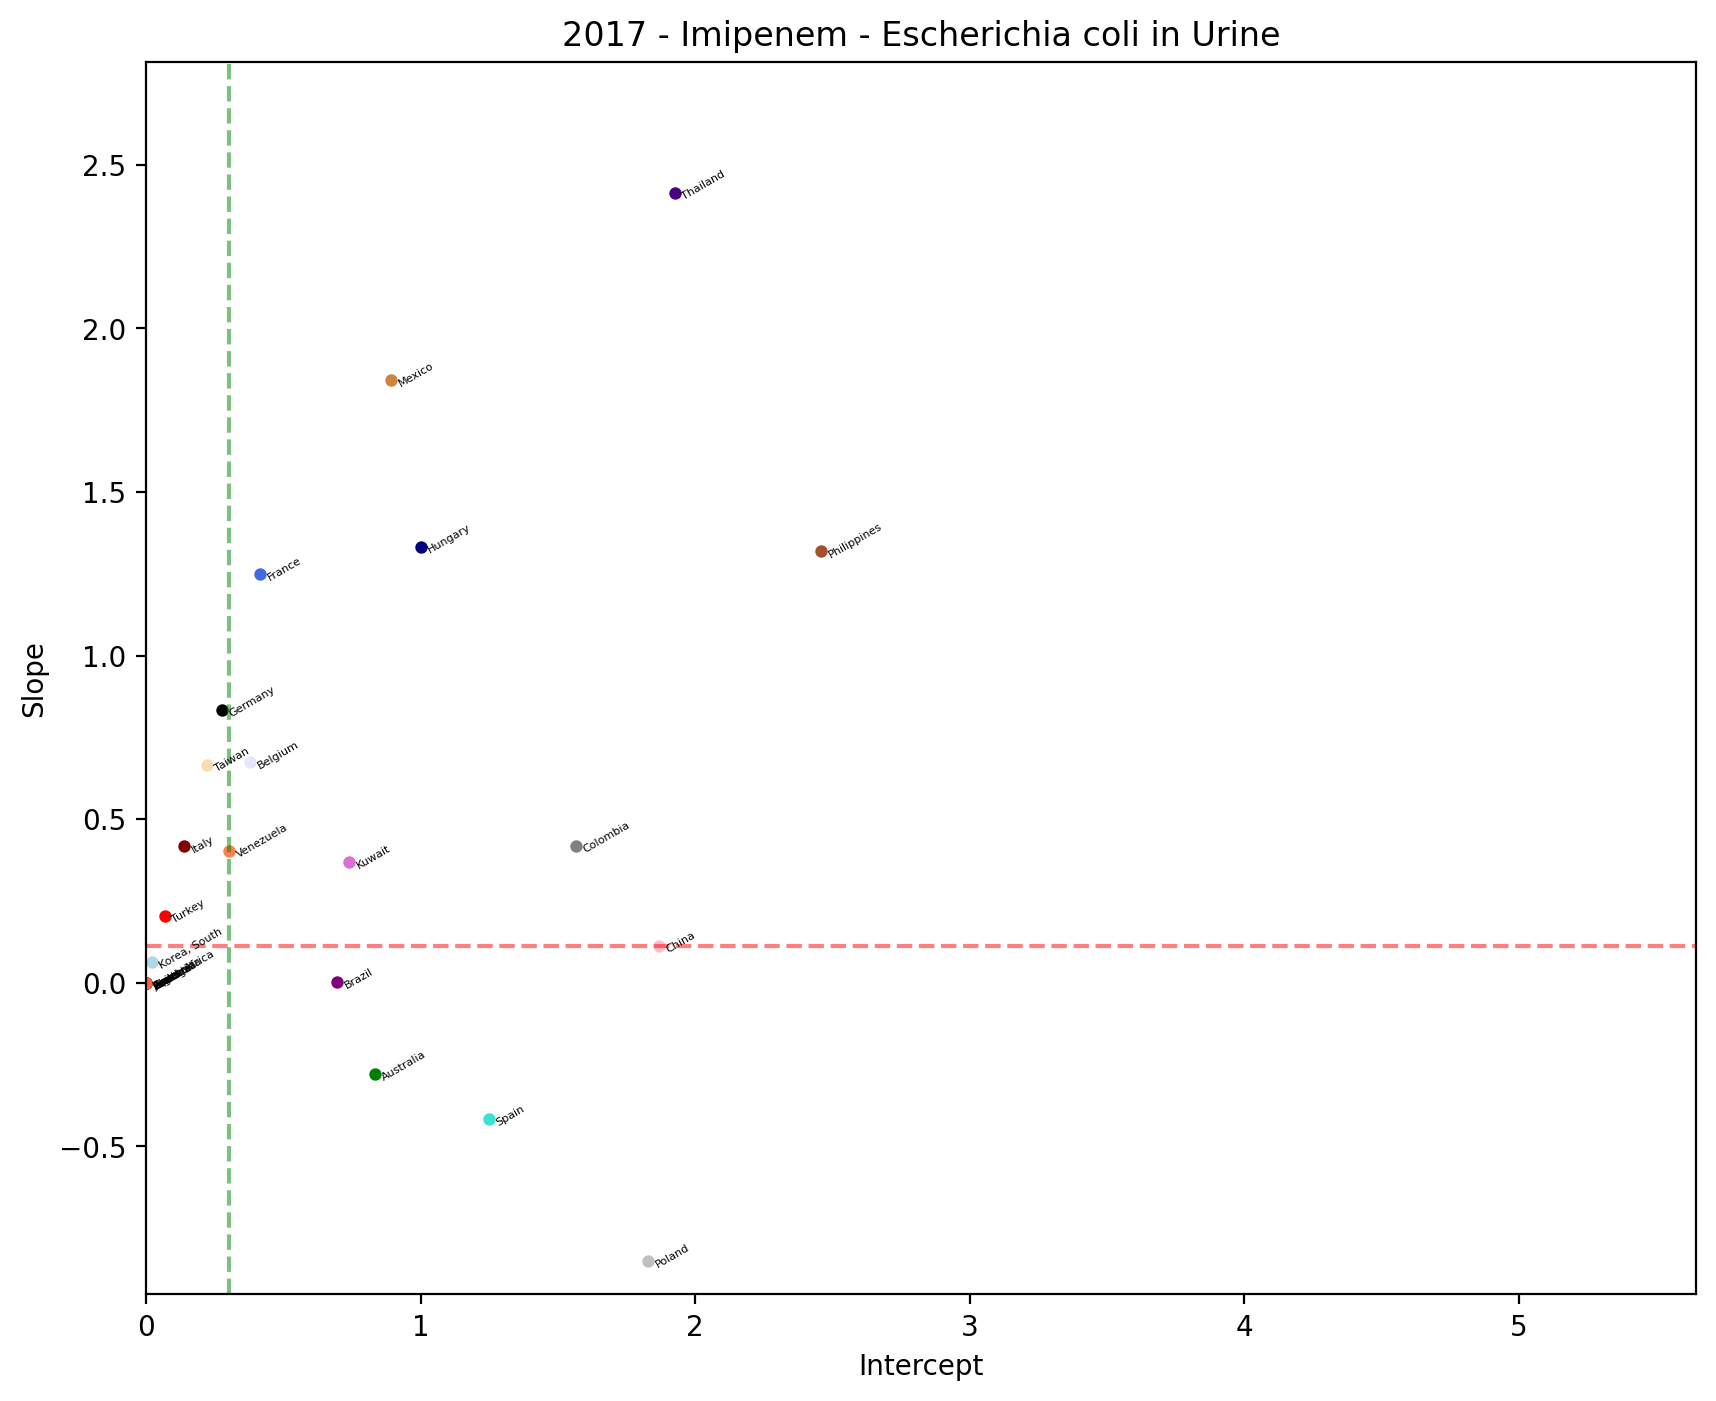 2017 - Imipenem - Escherichia coli in Urine
2.5
Thailand
2.0
Mexico
1.5
Hungary
Philippines
France
1.0
Slope
Germany
Taiwan
Belgium
0.5
Italy
Venezuela
Kuwait
Colombia
Turkey
Korea, South
China
0.0
Brazil
Australia
Spain
−0.5
Poland
0
1
2
3
4
5
Intercept